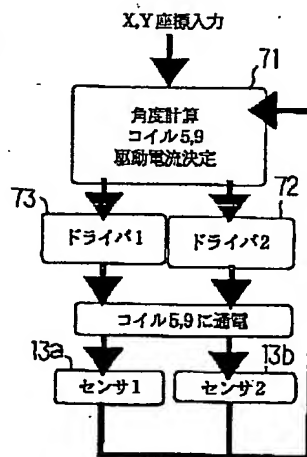 X,Y座標入力
71
角度計算
コイル5,9
駆動電流決定
73
72
ドライバ1
ドライバ2
コイル5,9に通電
13a
13b
センサ1
センサ2